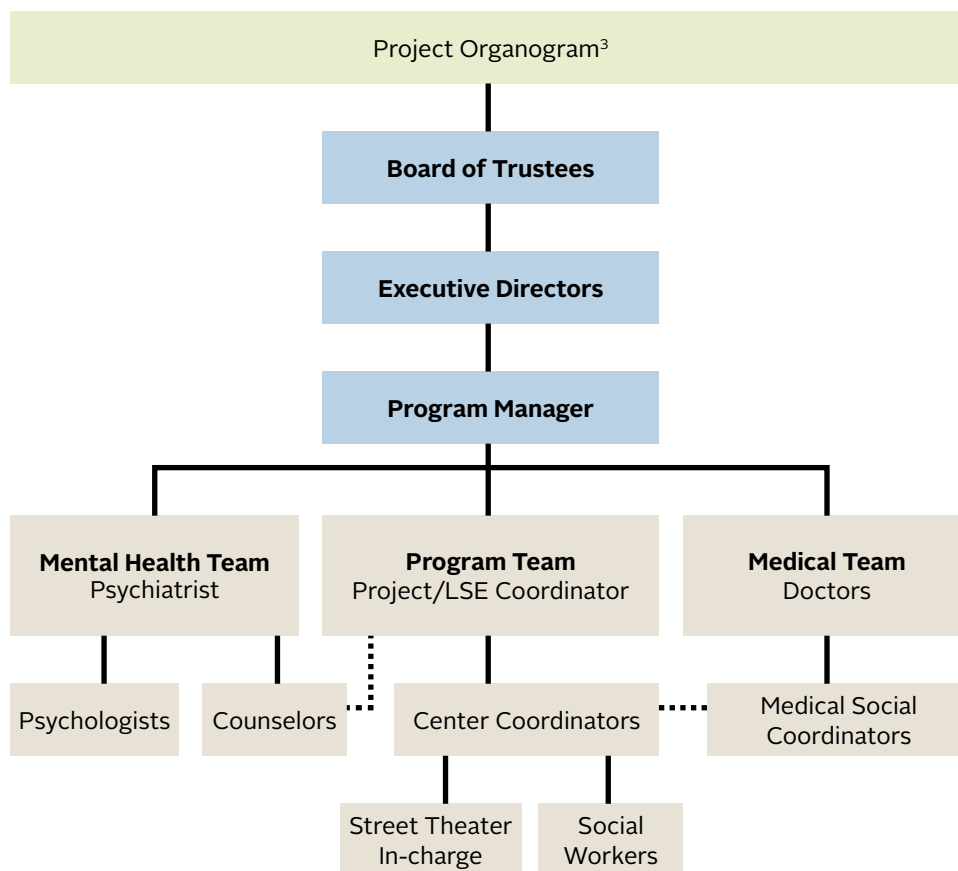 Project Organogram³
Board of Trustees
Executive Directors
Program Manager
Mental Health Team
Psychiatrist
Program Team
Project/LSE Coordinator
Medical Team
Doctors
Psychologists
Counselors
Center Coordinators
Medical Social
Coordinators
Street Theater
In-charge
Social
Workers